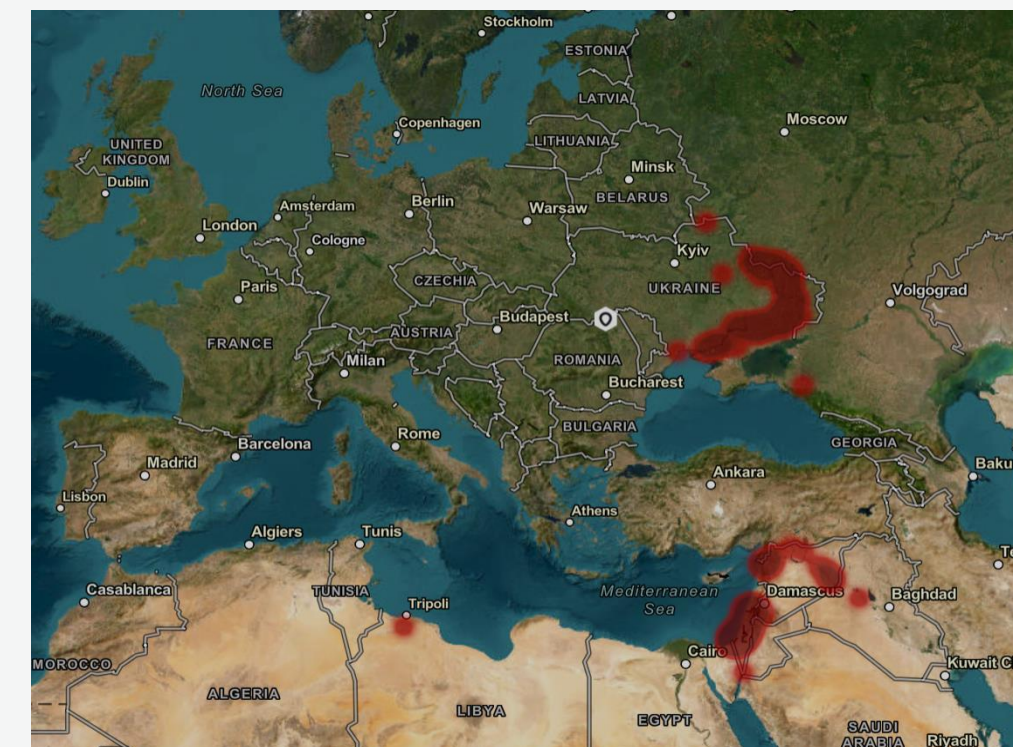 Stockholm
ESTONIA
North Sea
LATVIA
Moscow
Copenhagen
LITHUANIA
UNITED
KINGDOM
Minsk
Dublin
BELARUS
Berlin
Amsterdam
Warsaw
London
Cologne
Kyiv
CZECHIA
Paris
UKRAINE
Volgograd
Budapest
AUSTRIA
FRANCE
Milan
ROMANIA
Bucharest
BULGARIA
Rome
Barcelona
GEORGIA
Madrid
Baku
Ankara
Lisbon
Athens
Algiers
Tunis
Casablanca
TUNISIA
Mediterranean
Sea
Damascus
Baghdad
Tripoli
Cairo
MOROCCO
Kuwait C
ALGERIA
LIBYA
EGYPT
SAUDI
ARABIA
Riyadh